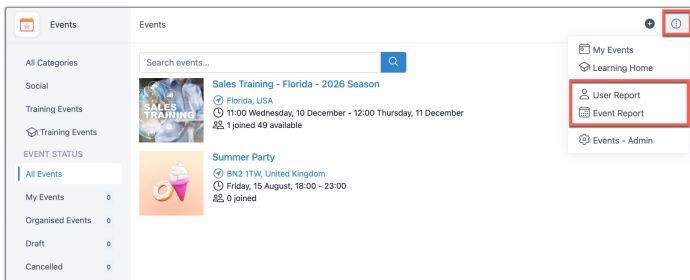 Events
Events
All Categories
Social
Training Events
Training Events
EVENT STATUS
All Events
My Events 0
Organised Events 0
Draft 0
Cancelled 0
Search events...
SALES
TRAINING
Sales Training - Florida - 2026 Season
Florida, USA
11:00 Wednesday, 10 December - 12:00 Thursday, 11 December
1 joined 49 available
Summer Party
BN2 1TW, United Kingdom
Friday, 15 August, 18:00 - 23:00
0 joined
My Events
Learning Home
User Report
Event Report
Events - Admin